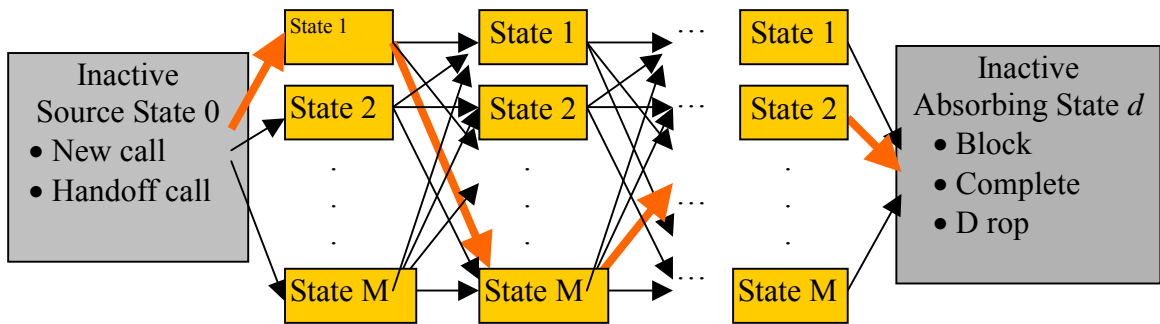 Inactive
Source State 0
• New call
• Handoff call
State 1
State 2
.
.
.
State M
State 1
State 2
.
.
.
State M
...
...
...
...
State 1
State 2
.
.
.
State M
Inactive
Absorbing State d
• Block
• Complete
• D rop